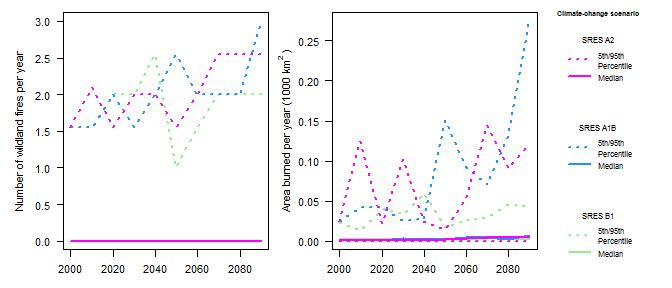 Climate-change scenario
Number of wildland fires per year
3.0
2.5
2.0
1.5
1.0
0.5
0.0
2000
2020
2040
2060
2080
Area burned per year (1000 km²)
0.25
0.20
0.15
0.10
0.05
0.00
2000
2020
2040
2060
2080
SRES A2
5th/95th
Percentile
Median
SRES A1B
5th/95th
Percentile
Median
SRES B1
5th/95th
Percentile
Median